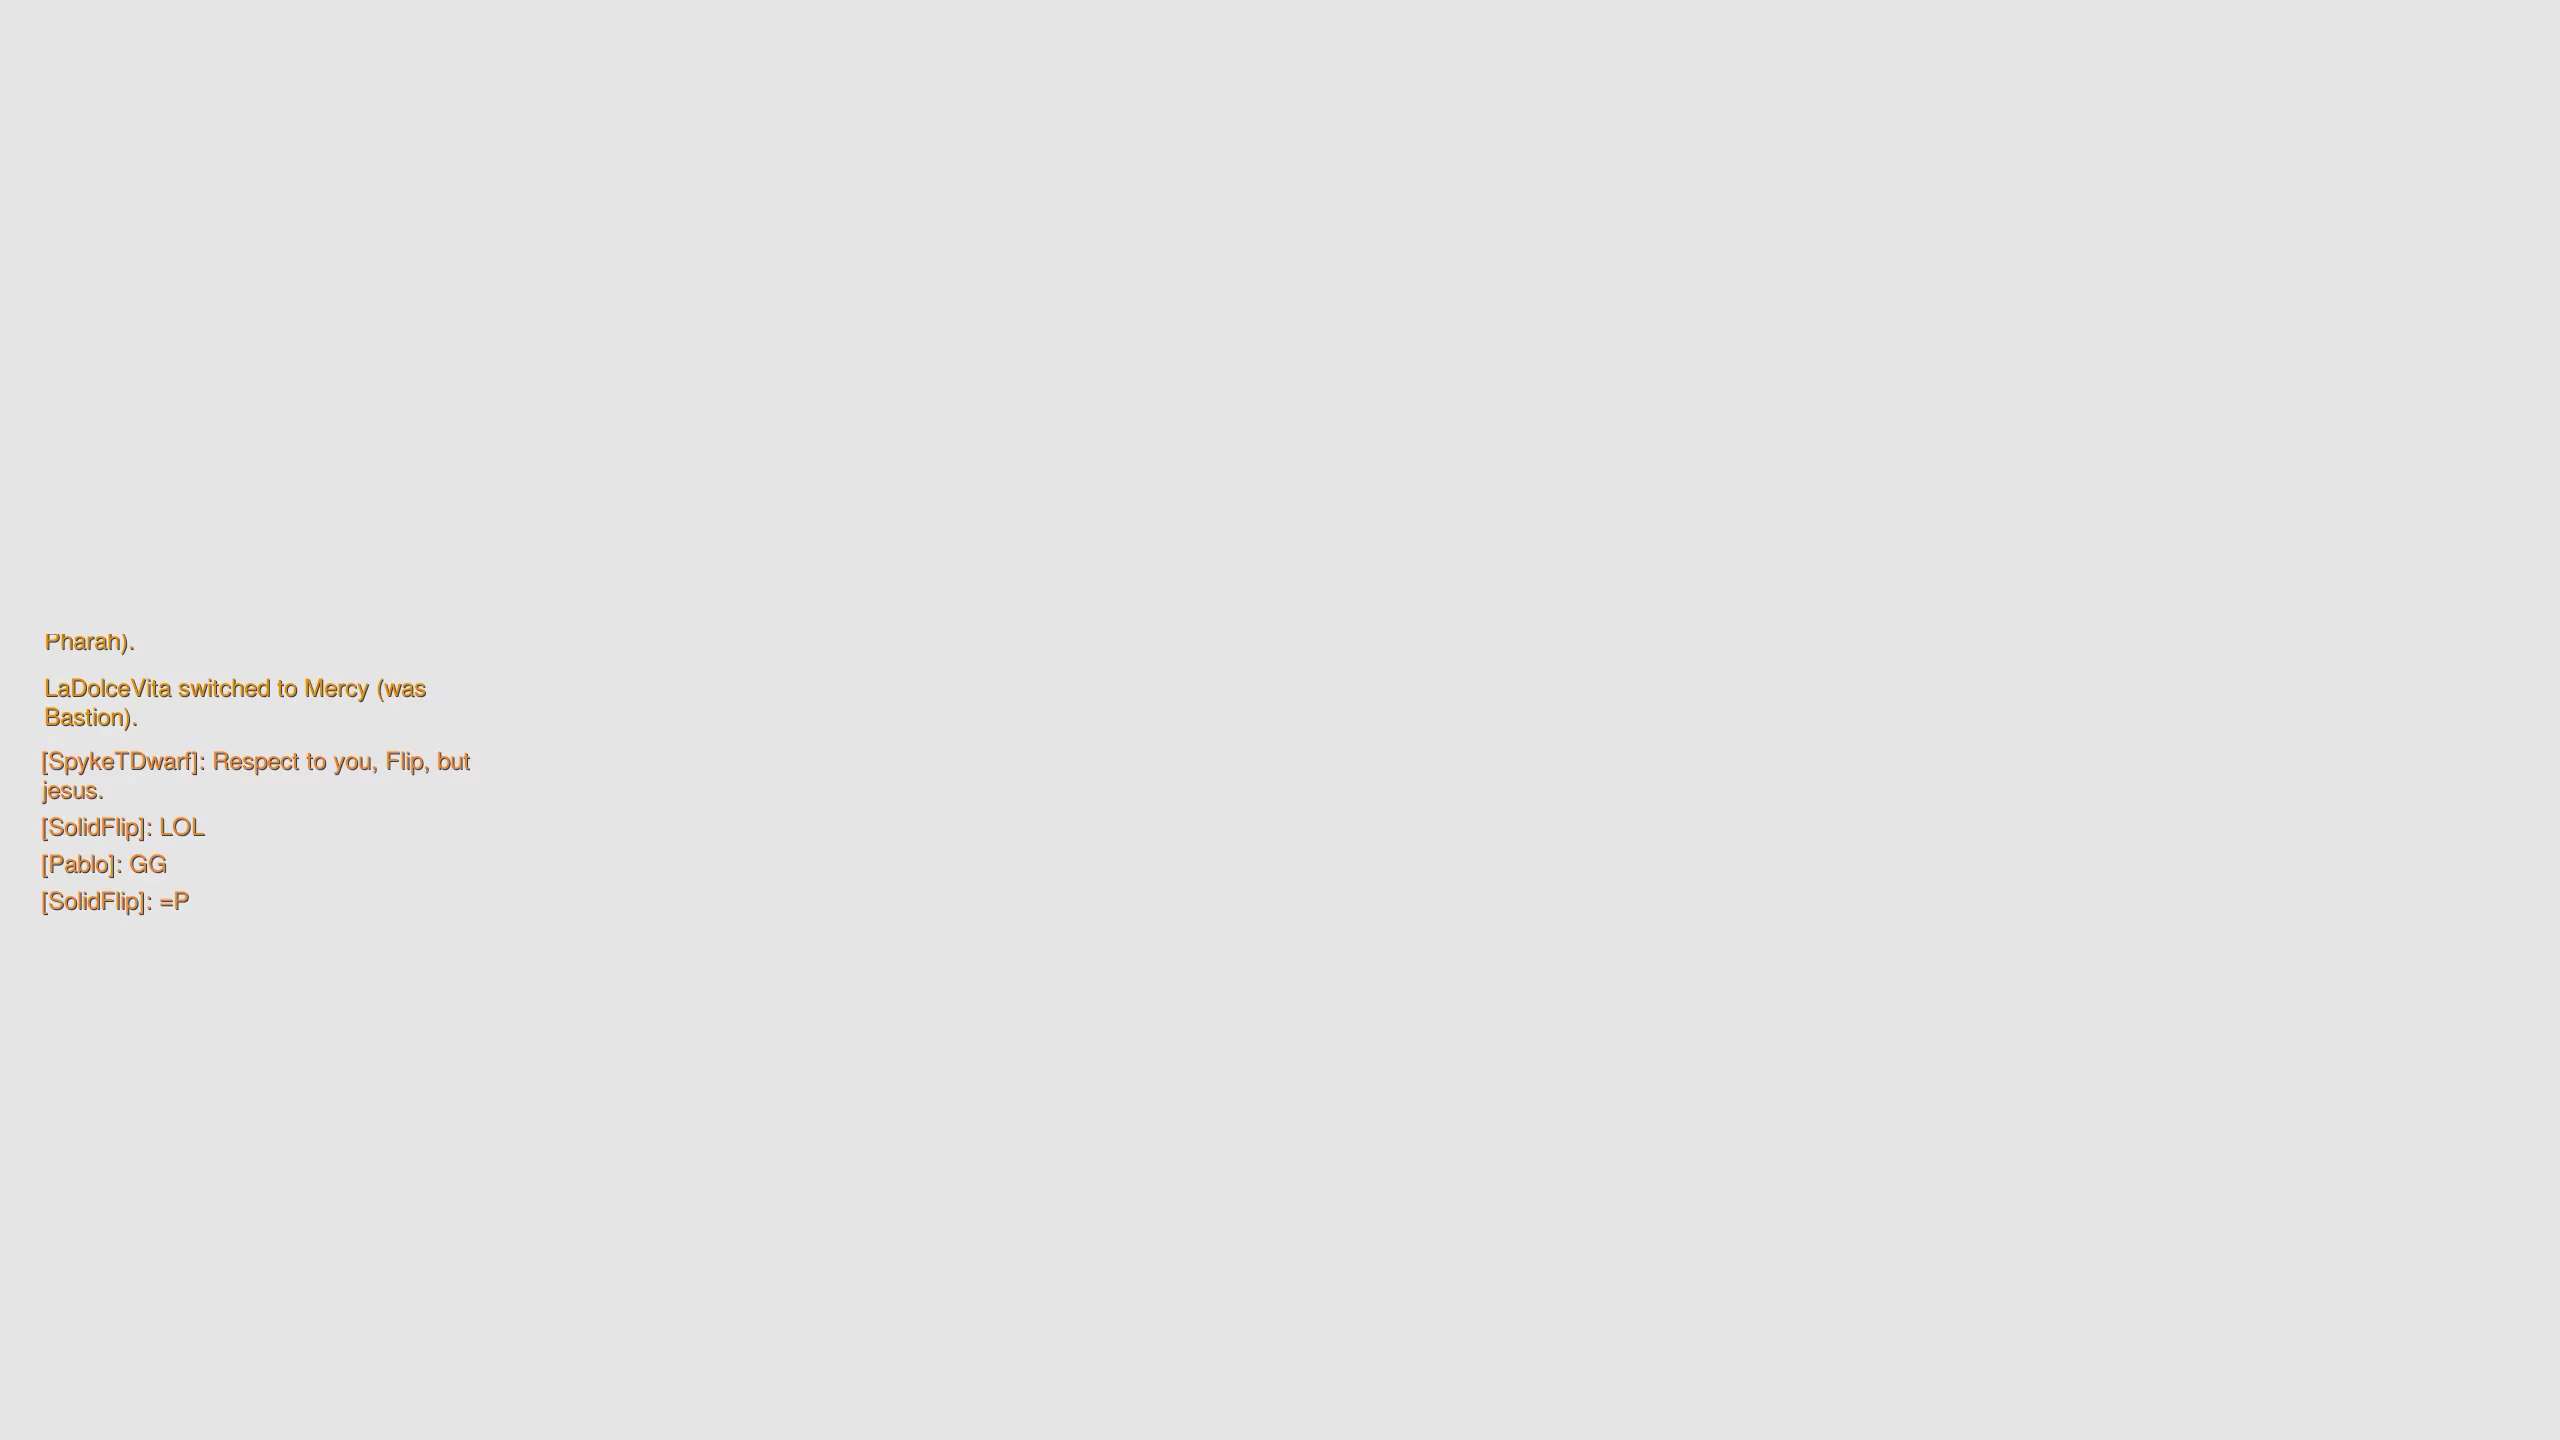 Pharah).
LaDolceVita switched to Mercy (was
Bastion).
[SpykeTDwarf]: Respect to you, Flip, but
jesus.
[SolidFlip]: LOL
[Pablo]: GG
[SolidFlip]: =P